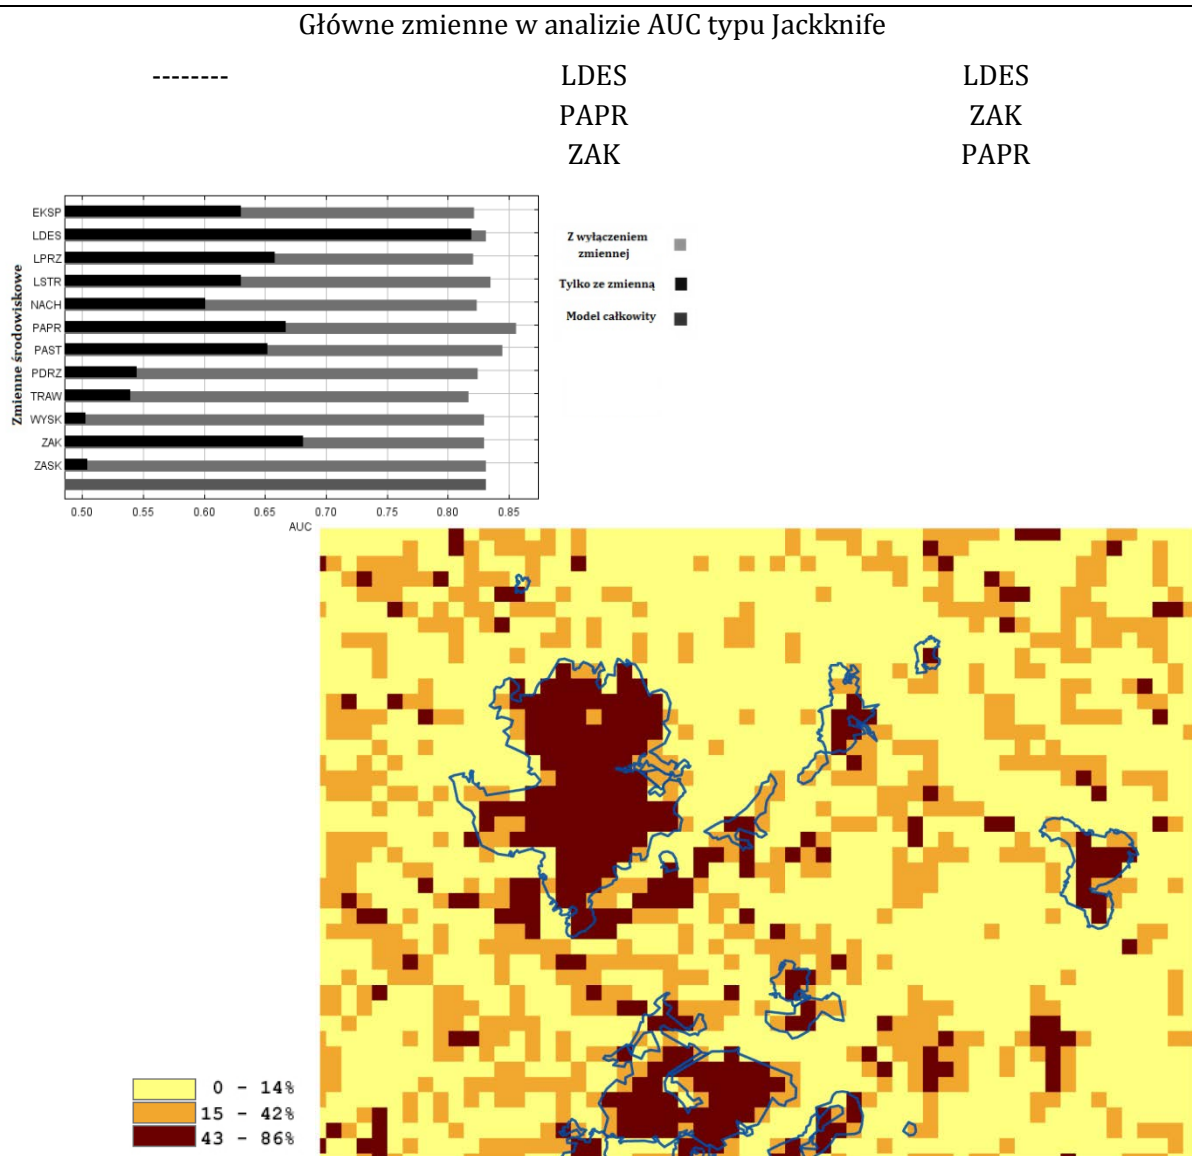 Główne zmienne w analizie AUC typu Jackknife
-------- LDES LDES
PAPR ZAK
ZAK PAPR
Zmienne środowiskowe
EKSP
LDES
LPRZ
LSTR
NACH
PAPR
PAST
PDRZ
TRAW
WYSK
ZAK
ZASK
0.50 0.55 0.60 0.65 0.70 0.75 0.80 0.85
AUC
Z wyłączeniem
zmiennej
Tylko ze zmienną
Model całkowity
0 - 14%
15 - 42%
43 - 86%